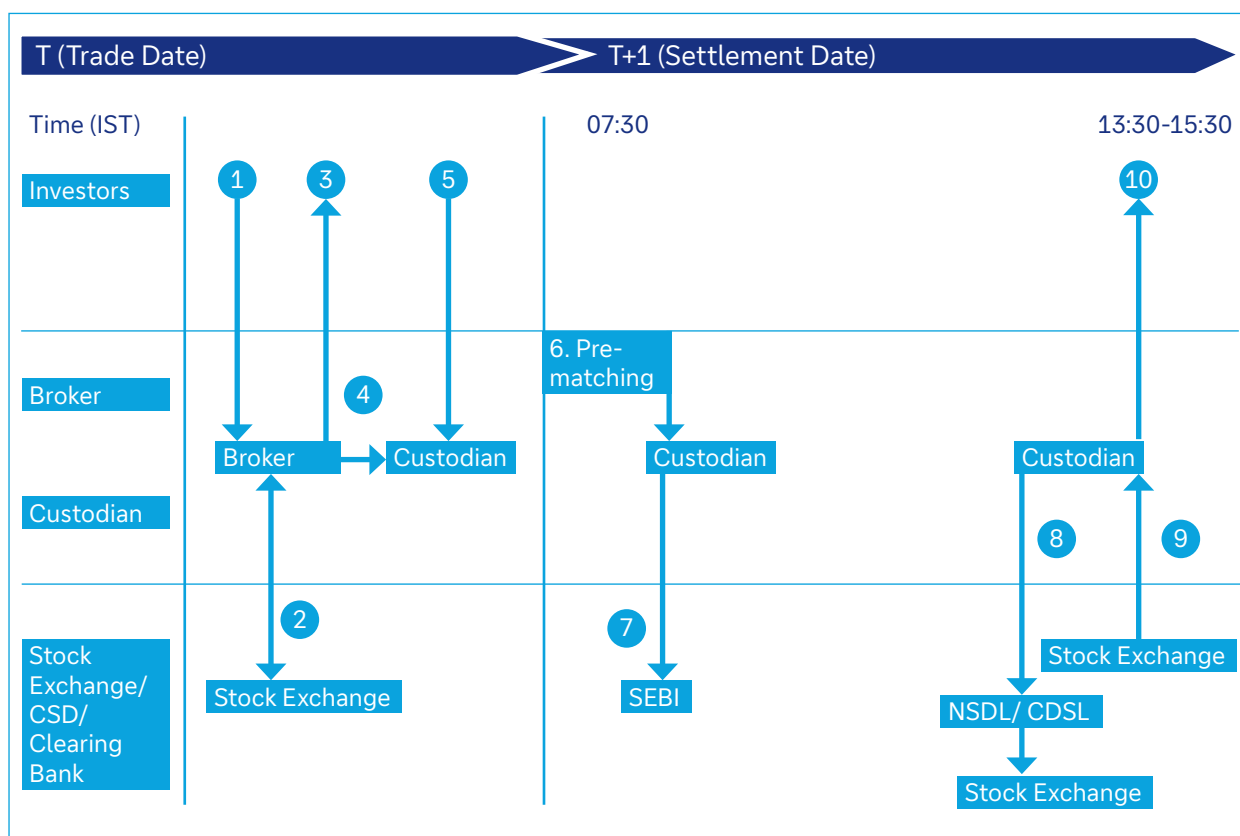 T (Trade Date)
T+1 (Settlement Date)
Time (IST)
07:30
13:30-15:30
Investors
1
3
5
10
6. Pre-
matching
Broker
4
Broker
Custodian
Custodian
Custodian
Custodian
8
9
2
7
Stock
Exchange/
CSD/
Clearing
Bank
Stock Exchange
SEBI
Stock Exchange
NSDL/ CDSL
Stock Exchange